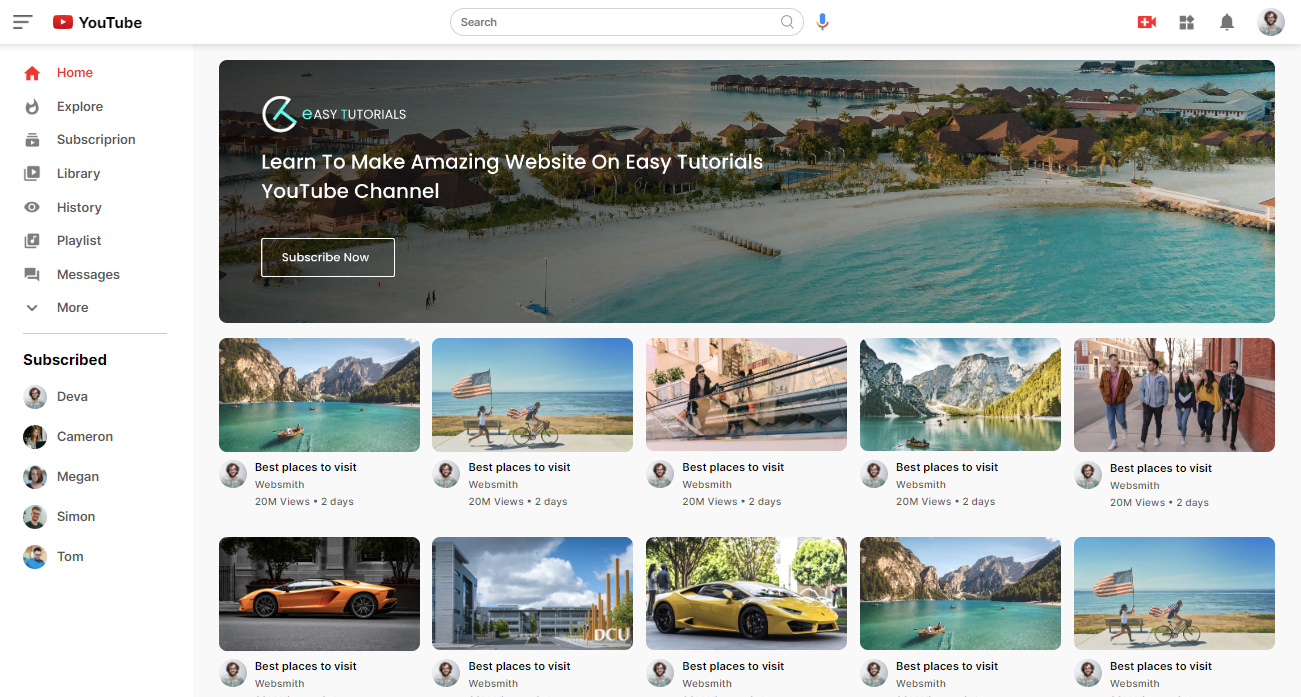 YouTube
Search
Home
Explore
Subscriprion
Library
History
Playlist
Messages
More
Subscribed
Deva
Cameron
Megan
Simon
Tom
eASY TUTORIALS
Learn To Make Amazing Website On Easy Tutorials
YouTube Channel
Subscribe Now
Best places to visit
Websmith
20M Views • 2 days
Best places to visit
Websmith
20M Views • 2 days
Best places to visit
Websmith
20M Views • 2 days
Best places to visit
Websmith
20M Views • 2 days
Best places to visit
Websmith
20M Views • 2 days
DCU
Best places to visit
Websmith
Best places to visit
Websmith
Best places to visit
Websmith
Best places to visit
Websmith
Best places to visit
Websmith